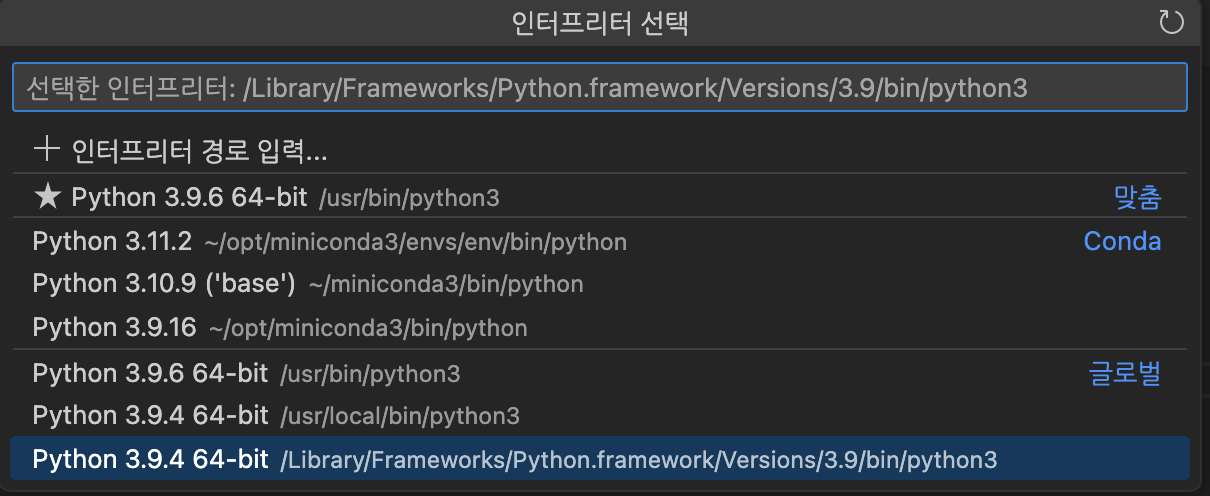 인터프리터 선택
선택한 인터프리터: /Library/Frameworks/Python.framework/Versions/3.9/bin/python3
인터프리터 경로 입력...
Python 3.9.6 64-bit /usr/bin/python3 맞춤
Python 3.11.2 ~/opt/miniconda3/envs/env/bin/python Conda
Python 3.10.9 ('base') ~/miniconda3/bin/python
Python 3.9.16 ~/opt/miniconda3/bin/python
Python 3.9.6 64-bit /usr/bin/python3 글로벌
Python 3.9.4 64-bit /usr/local/bin/python3
Python 3.9.4 64-bit /Library/Frameworks/Python.framework/Versions/3.9/bin/python3